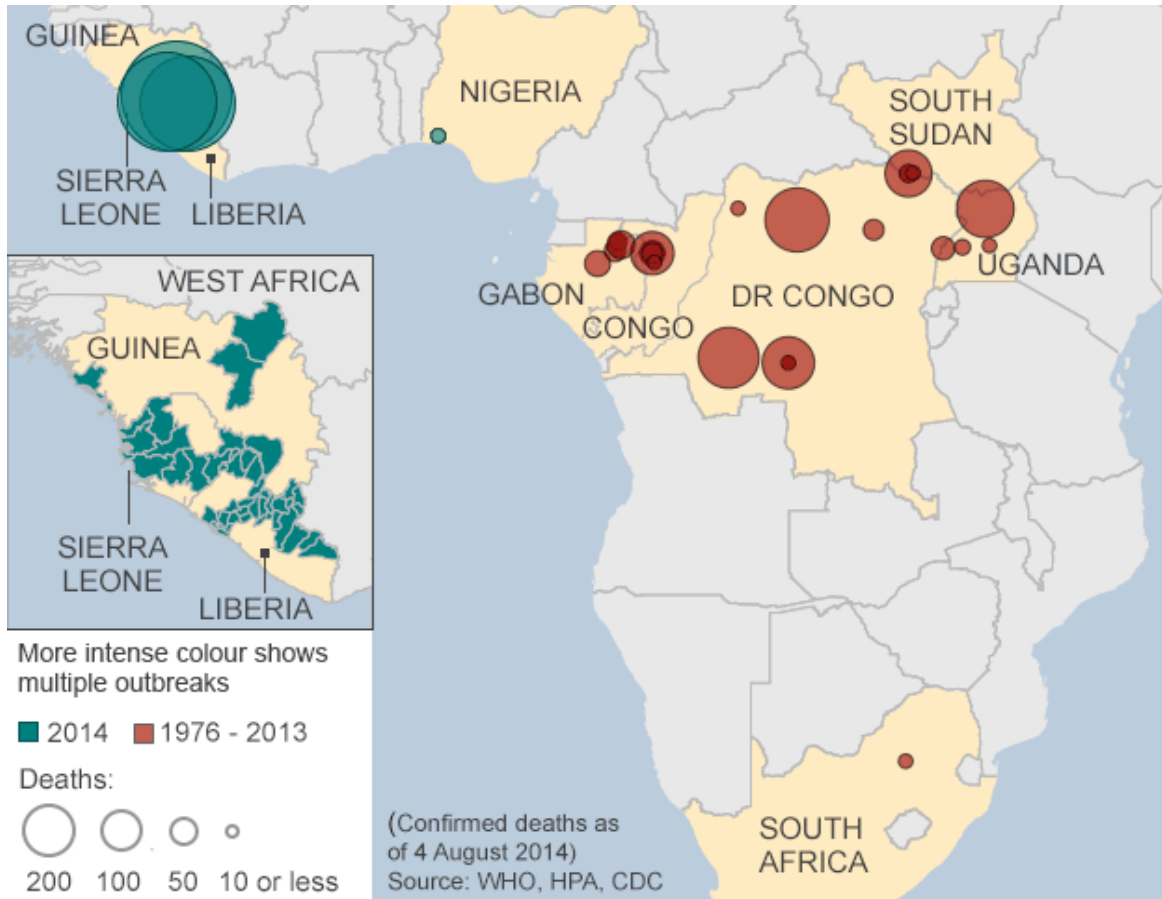 GUINEA
NIGERIA
SOUTH
SUDAN
SIERRA
LEONE
LIBERIA
UGANDA
GABON
DR CONGO
CONGO
WEST AFRICA
GUINEA
SIERRA
LEONE
LIBERIA
More intense colour shows
multiple outbreaks
2014 1976 - 2013
Deaths:
200 100 50 10 or less
(Confirmed deaths as
of 4 August 2014)
Source: WHO, HPA, CDC
SOUTH
AFRICA